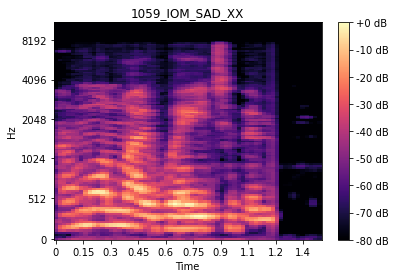 1059_IOM_SAD_XX
Hz
8192
4096
2048
1024
512
0
0 0.15 0.3 0.45 0.6 0.75 0.9 1.1 1.2 1.4
Time
+0 dB
-10 dB
-20 dB
-30 dB
-40 dB
-50 dB
-60 dB
-70 dB
-80 dB